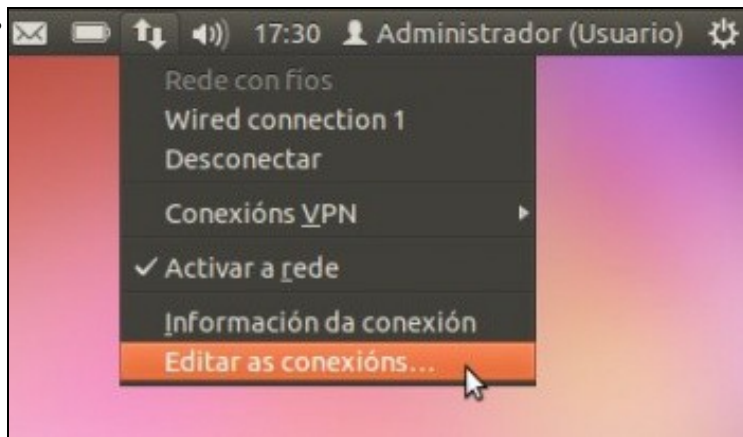 17:30 Administrador (Usuario)
Rede con fíos
Wired connection 1
Desconectar
Conexións VPN
Activar a rede
Información da conexión
Editar as conexións...